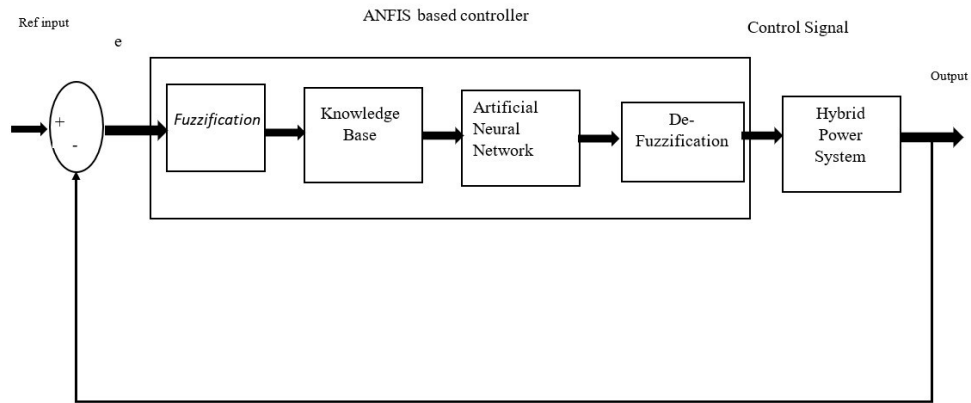 ANFIS based controller
Ref input
Control Signal
e
Output
+
-
Fuzzification
Knowledge
Base
Artificial
Neural
Network
De-
Fuzzification
Hybrid
Power
System